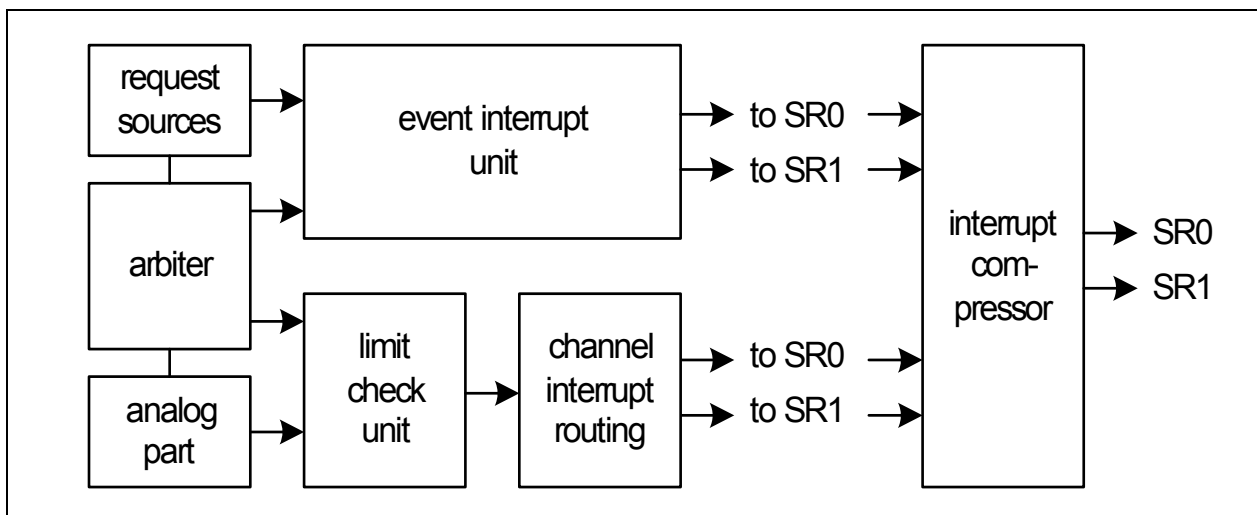 request
sources
arbiter
analog
part
event interrupt
unit
limit
check
unit
channel
interrupt
routing
to SR0
to SR1
to SR0
to SR1
interrupt
com-
pressor
SR0
SR1